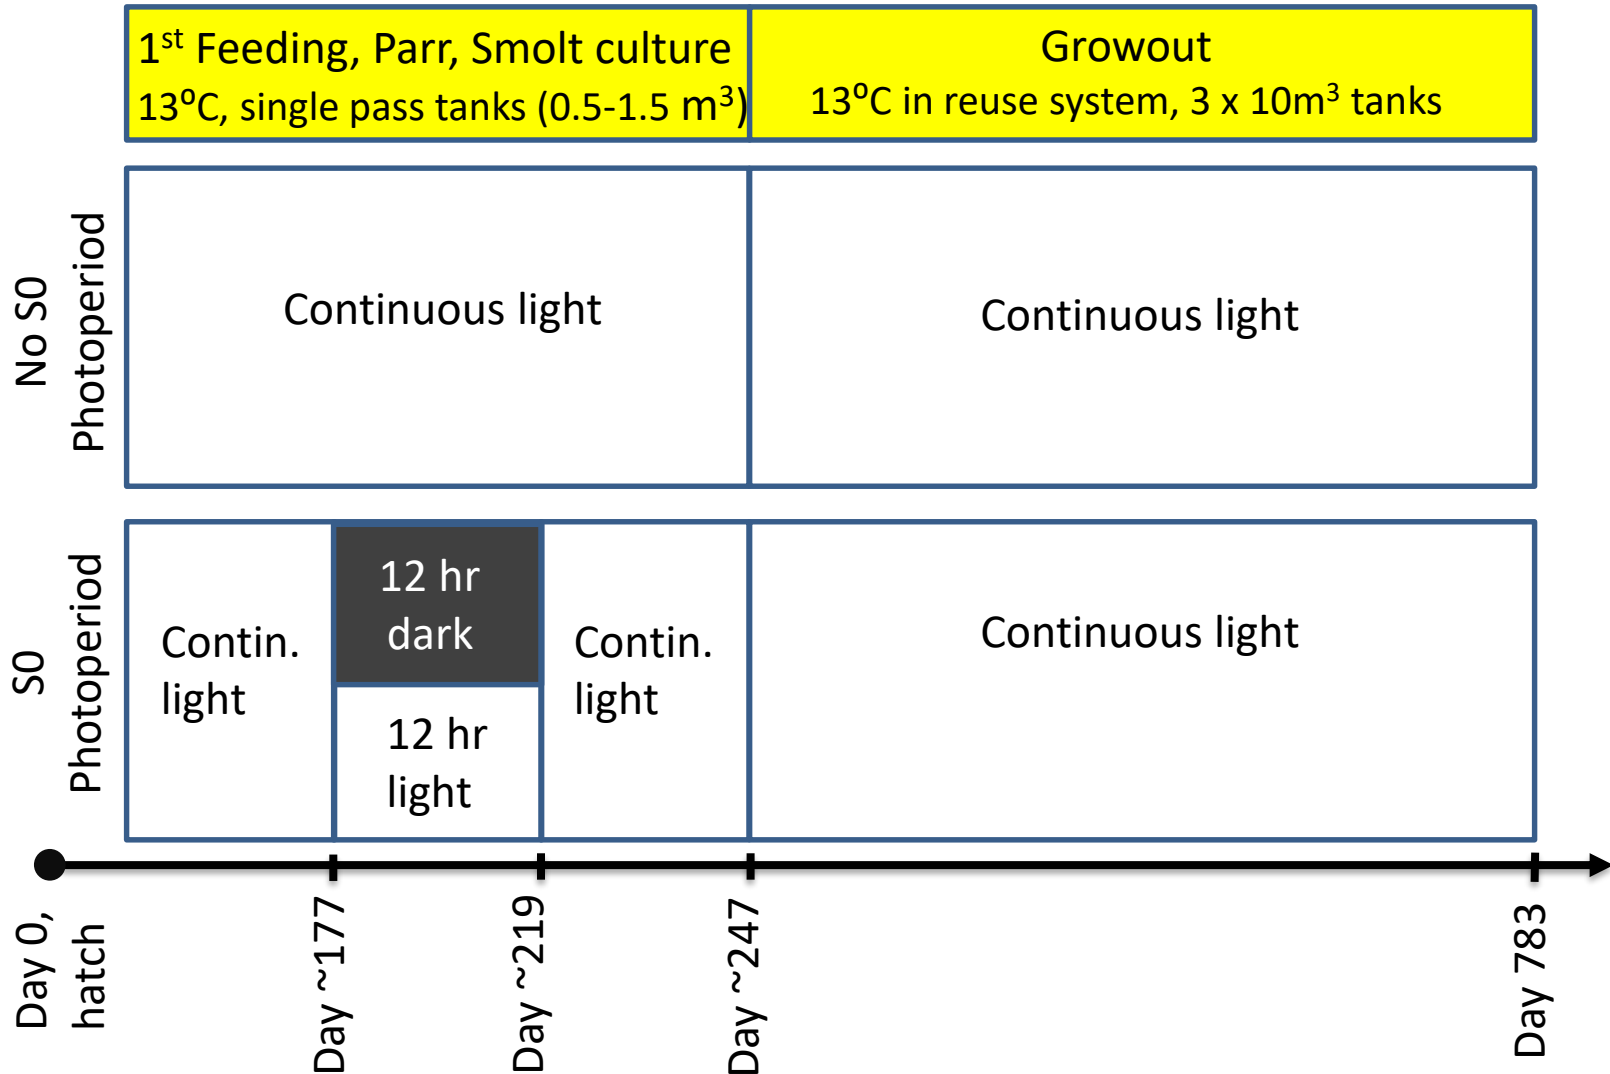 1st Feeding, Parr, Smolt culture
13⁰C, single pass tanks (0.5-1.5 m³)
Growout
13⁰C in reuse system, 3 x 10m³ tanks
No S0
Photoperiod
Continuous light
Continuous light
S0
Photoperiod
Contin.
light
12 hr
dark
12 hr
light
Contin.
light
Continuous light
Day 0,
hatch
Day ~177
Day ~219
Day ~247
Day 783